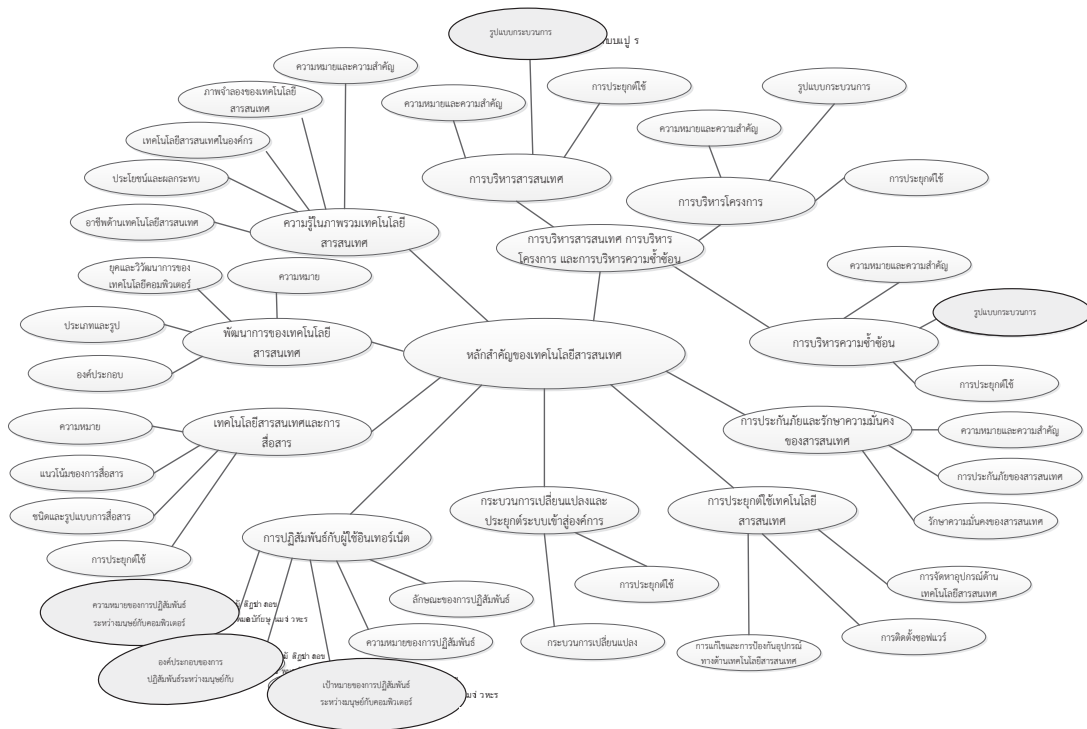 รูปแบบกระบวนการ
ความหมายและความสำคัญ
การประยุกต์ใช้
รูปแบบกระบวนการ
ภาพจำลองของเทคโนโลยี
สารสนเทศ
ความหมายและความสำคัญ
ความหมายและความสำคัญ
เทคโนโลยีสารสนเทศในองค์กร
ประโยชน์และผลกระทบ
การบริหารสารสนเทศ
การประยุกต์ใช้
การบริหารโครงการ
อาชีพด้านเทคโนโลยีสารสนเทศ
ความรู้ในภาพรวมเทคโนโลยี
สารสนเทศ
การบริหารสารสนเทศ การบริหาร
โครงการ และการบริหารความซ้ำซ้อน
ยุคและวิวัฒนาการของ
เทคโนโลยีคอมพิวเตอร์
ความหมาย
ความหมายและความสำคัญ
รูปแบบกระบวนการ
ประเภทและรูป
พัฒนาการของเทคโนโลยี
สารสนเทศ
หลักสำคัญของเทคโนโลยีสารสนเทศ
การบริหารความซ้ำซ้อน
องค์ประกอบ
การประยุกต์ใช้
ความหมาย
เทคโนโลยีสารสนเทศและการ
สื่อสาร
การประกันภัยและรักษาความมั่นคง
ของสารสนเทศ
ความหมายและความสำคัญ
แนวโน้มของการสื่อสาร
การประกันภัยของสารสนเทศ
ชนิดและรูปแบบการสื่อสาร
กระบวนการเปลี่ยนแปลงและ
ประยุกต์ระบบเข้าสู่องค์การ
การประยุกต์ใช้เทคโนโลยี
สารสนเทศ
รักษาความมั่นคงของสารสนเทศ
การประยุกต์ใช้
การปฏิสัมพันธ์กับผู้ใช้อินเทอร์เน็ต
การประยุกต์ใช้
การจัดหาอุปกรณ์ด้าน
เทคโนโลยีสารสนเทศ
ความหมายของการปฏิสัมพันธ์
ระหว่างมนุษย์กับคอมพิวเตอร์
ลักษณะของการปฏิสัมพันธ์
ความหมายของการปฏิสัมพันธ์
กระบวนการเปลี่ยนแปลง
การแก้ไขและการป้องกันอุปกรณ์
ทางด้านเทคโนโลยีสารสนเทศ
การติดตั้งซอฟแวร์
องค์ประกอบของการ
ปฏิสัมพันธ์ระหว่างมนุษย์กับ
เป้าหมายของการปฏิสัมพันธ์
ระหว่างมนุษย์กับคอมพิวเตอร์